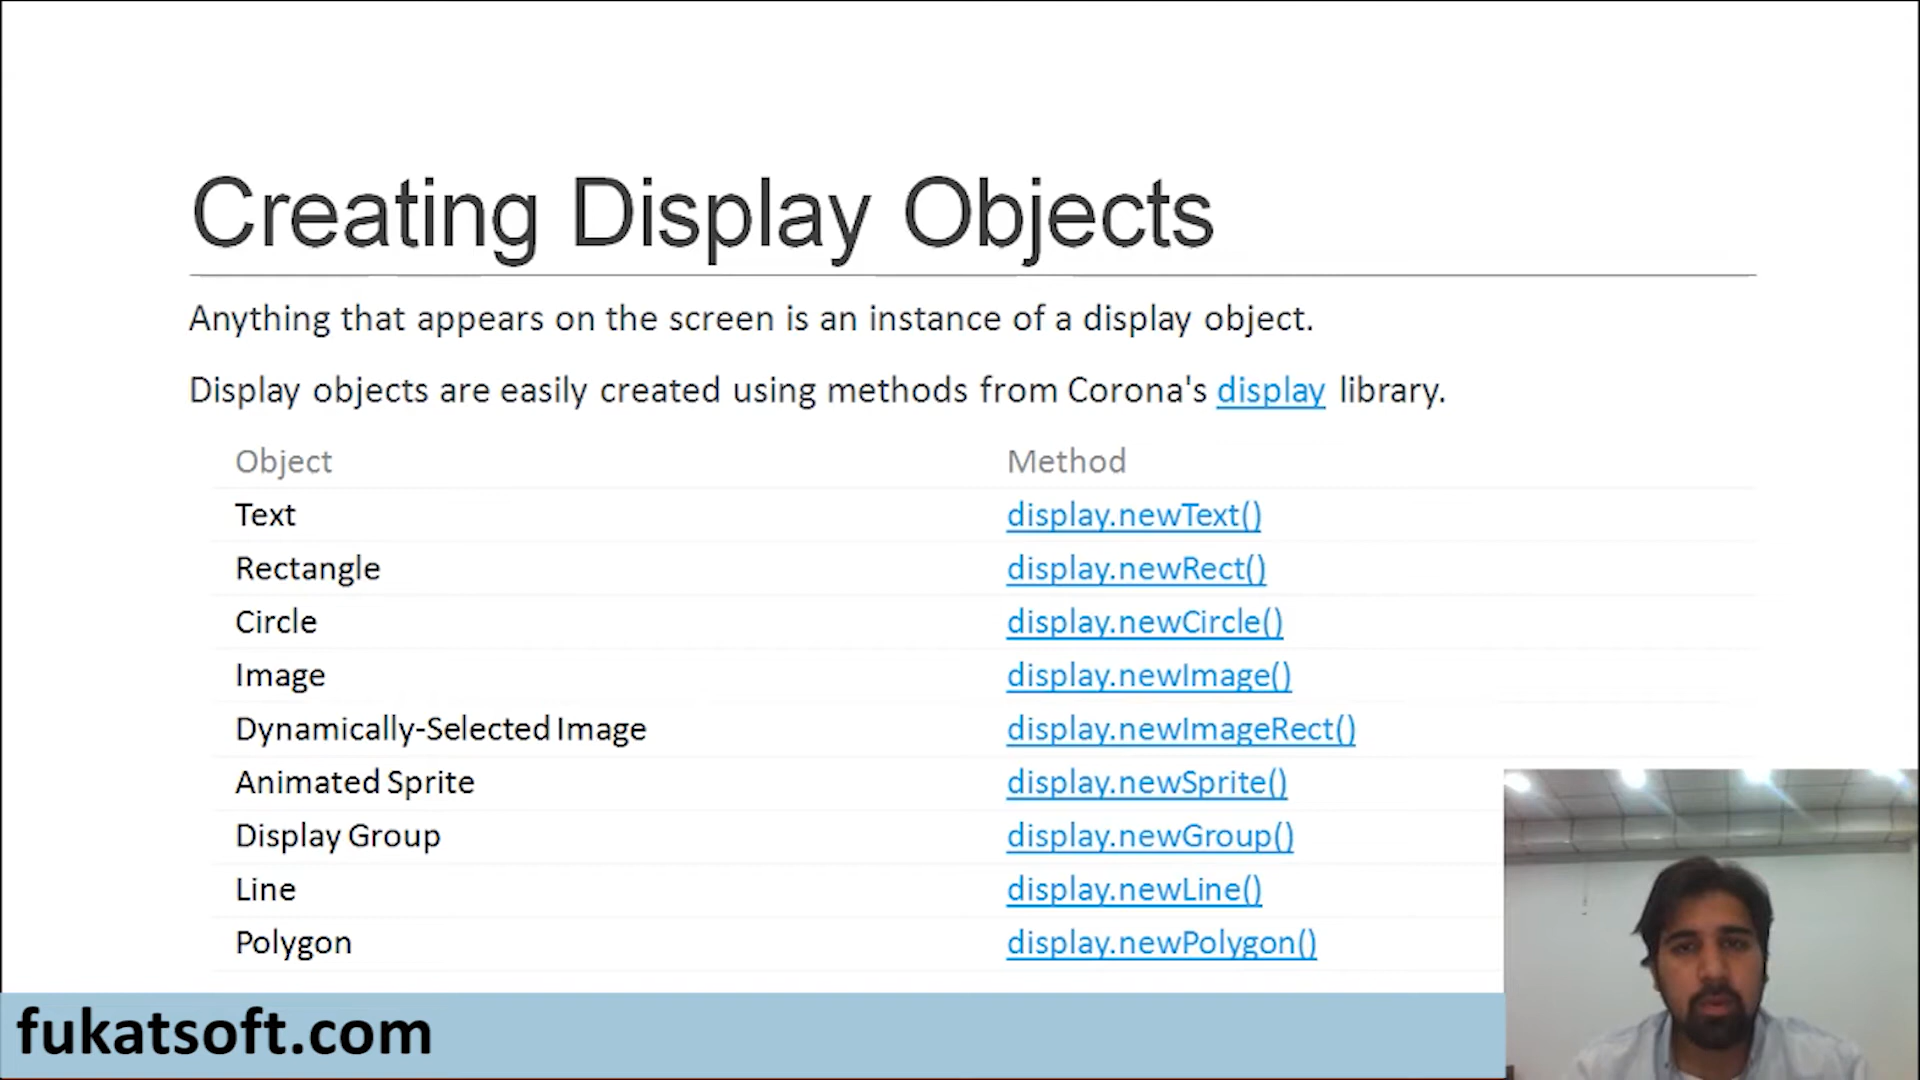 Creating Display Objects
Anything that appears on the screen is an instance of a display object.
Display objects are easily created using methods from Corona's display library.
Object Method
Text display.newText()
Rectangle display.newRect()
Circle display.newCircle()
Image display.newImage()
Dynamically-Selected Image display.newImageRect()
Animated Sprite display.newSprite()
Display Group display.newGroup()
Line display.newLine()
Polygon display.newPolygon()
fukatsoft.com